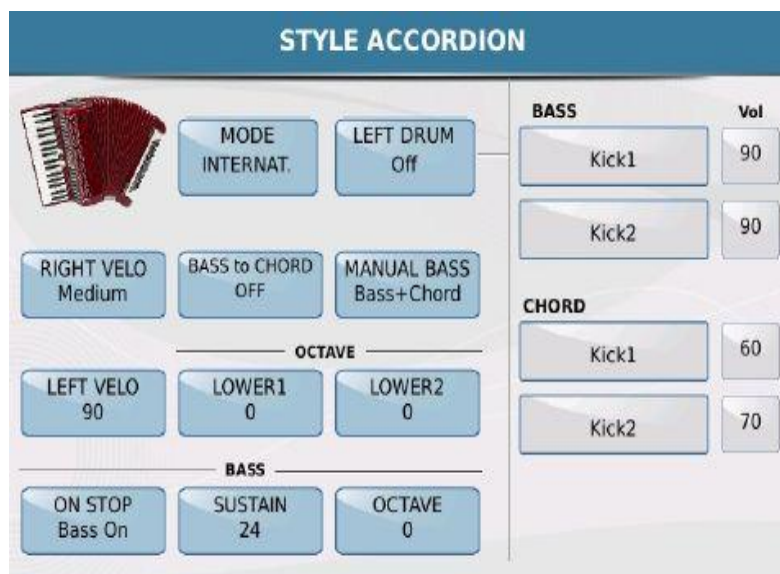 STYLE ACCORDION
MODE
INTERNAT.
LEFT DRUM
Off
RIGHT VELO
Medium
BASS to CHORD
OFF
MANUAL BASS
Bass+Chord
OCTAVE
LEFT VELO
90
LOWER1
0
LOWER2
0
BASS
ON STOP
Bass On
SUSTAIN
24
OCTAVE
0
BASS Vol
Kick1 90
Kick2 90
CHORD
Kick1 60
Kick2 70